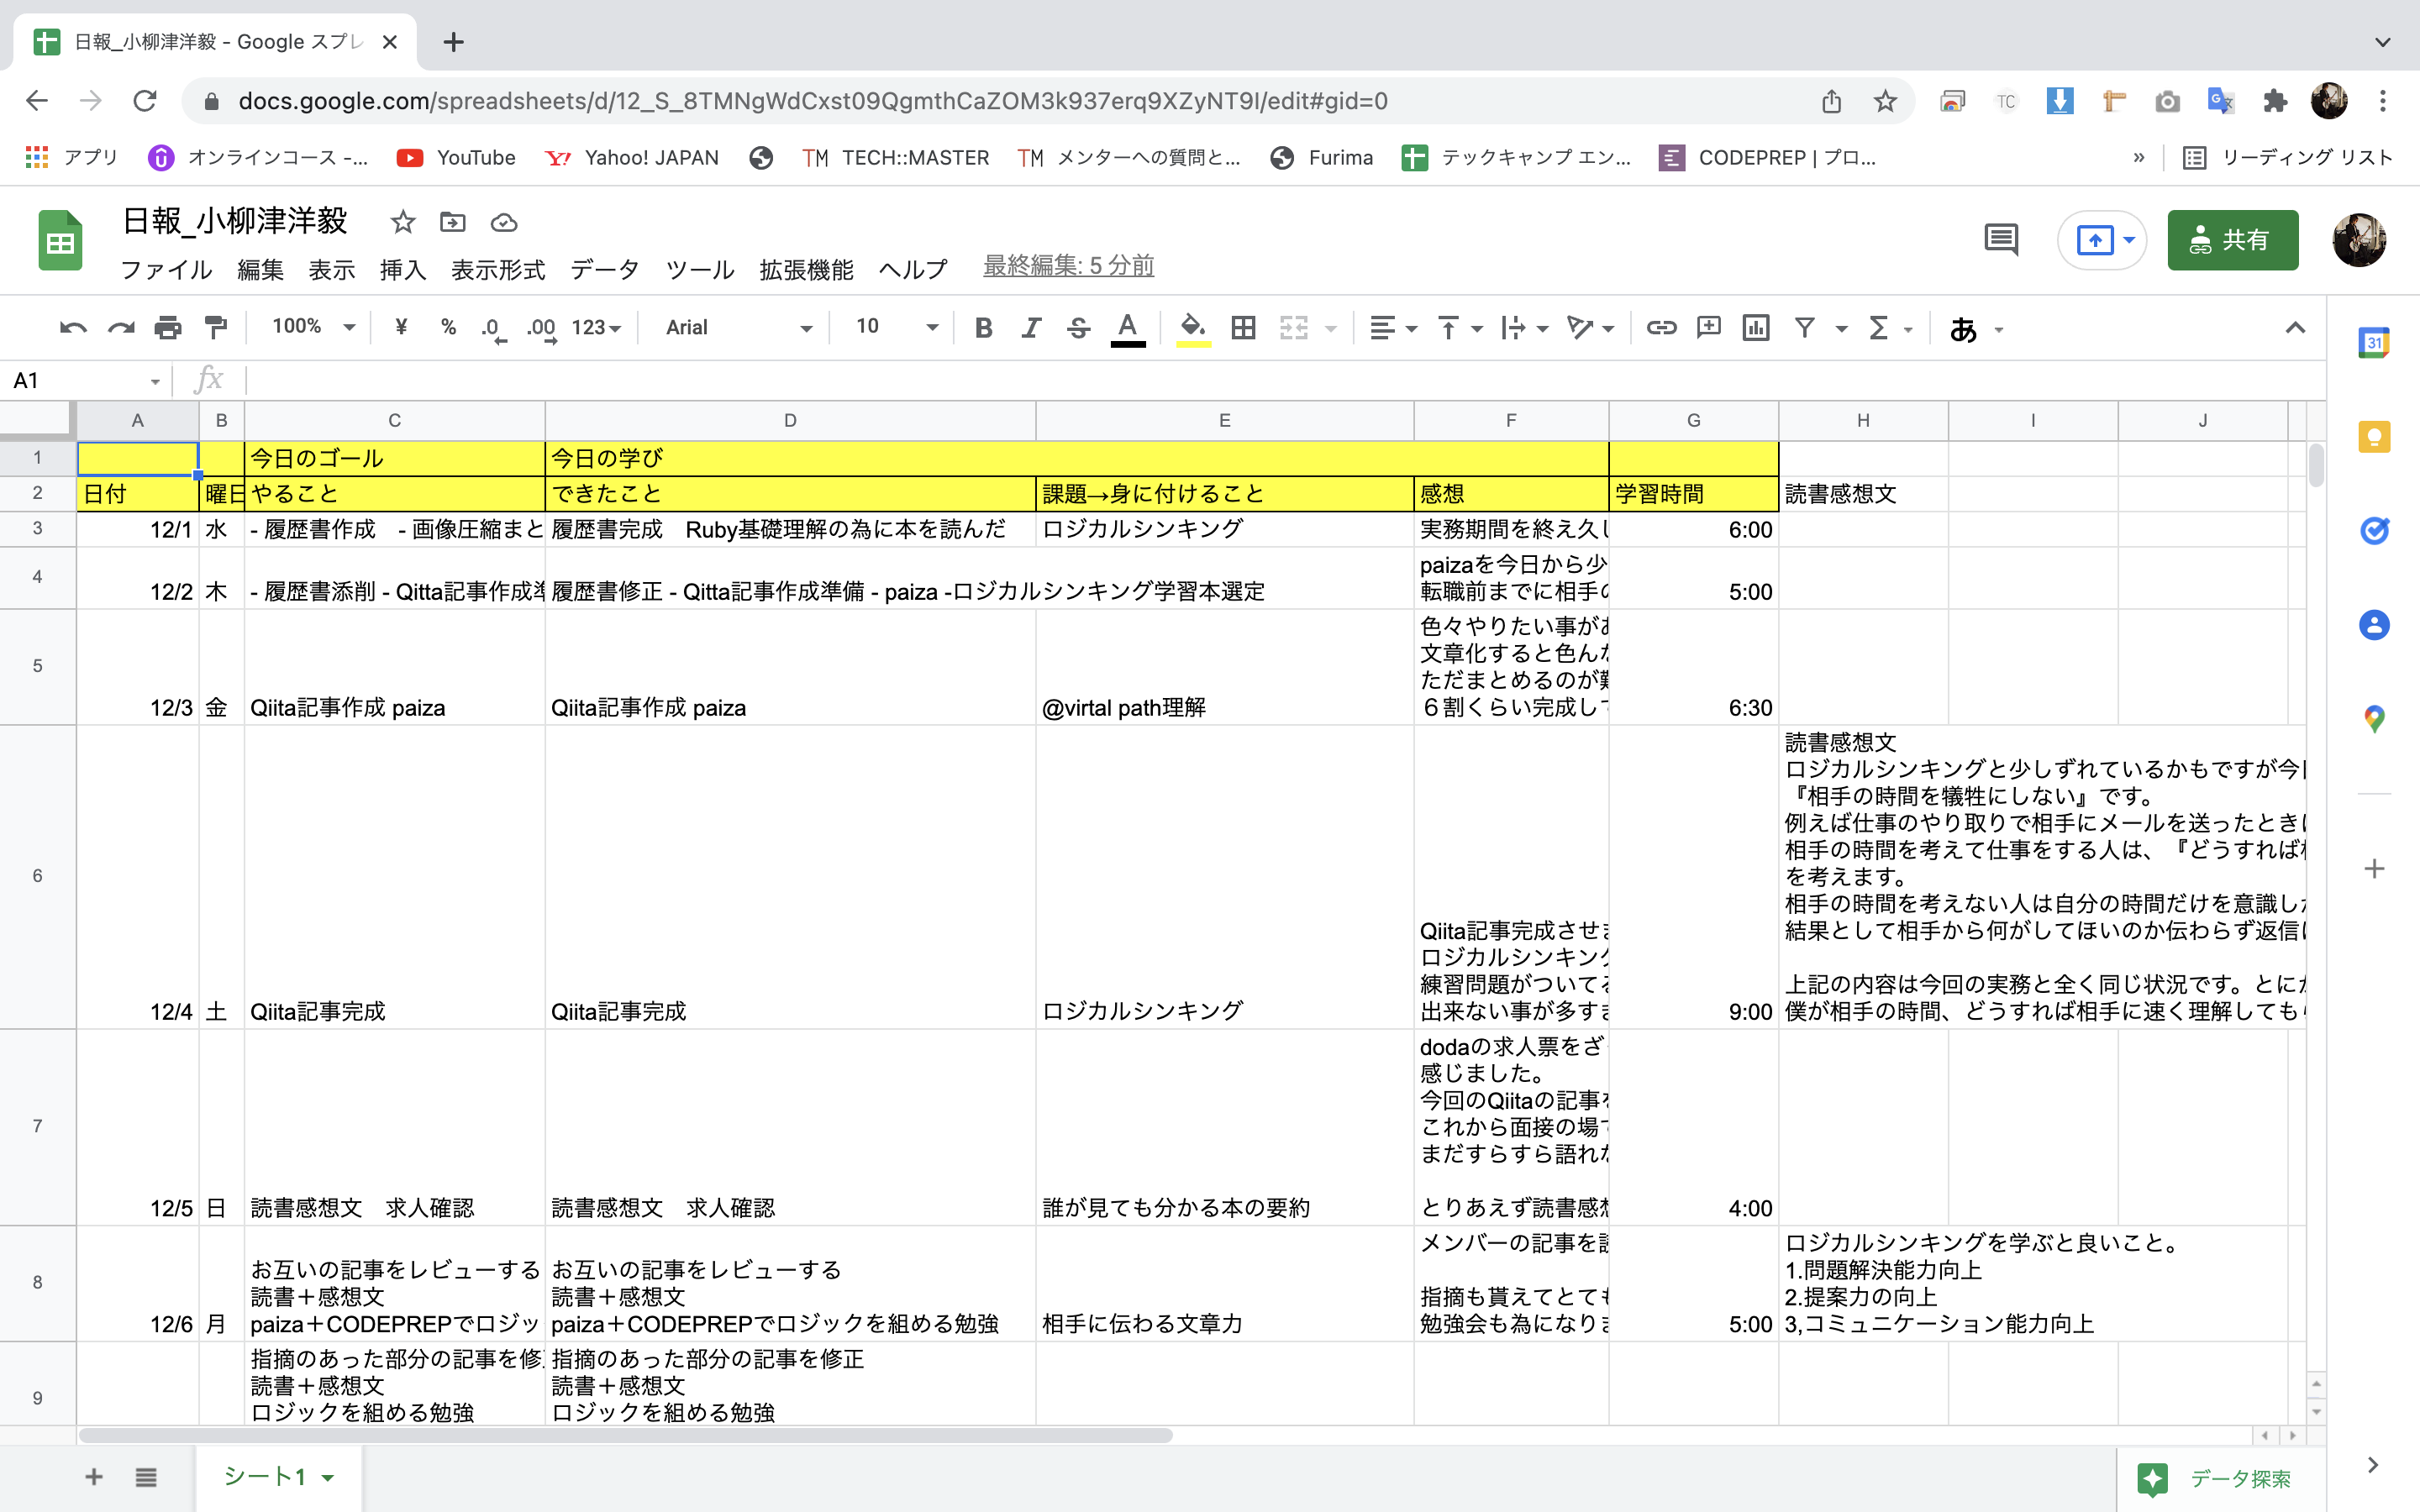 日報_小柳津洋毅 - Google スプレ
docs.google.com/spreadsheets/d/12_S_8TMNgWdCxst09QgmthCaZOM3k937erq9XZyNT9I/edit#gid=0
TC
アプリ オンラインコース -... YouTube Yahoo! JAPAN TM TECH::MASTER TM メンターへの質問と... Furima テックキャンプ エン... CODEPREP | プロ... » リーディング リスト
日報_小柳津洋毅
ファイル 編集 表示 挿入 表示形式 データ ツール 拡張機能 ヘルプ 最終編集: 5 分前
共有
100% ¥ % .0 .00 123 Arial 10 B I S A Σ あ
31
A1 fx
A B C D E F G H I J
1 今日のゴール 今日の学び
2 日付 曜日 やること できたこと 課題→身に付けること 感想 学習時間 読書感想文
3 12/1 水 - 履歴書作成 - 画像圧縮まと 履歴書完成 Ruby基礎理解の為に本を読んだ ロジカルシンキング 実務期間を終え久し 6:00
paizaを今日から少
転職前までに相手の
4 12/2 木 - 履歴書添削 - Qitta記事作成準 履歴書修正 - Qitta記事作成準備 - paiza -ロジカルシンキング学習本選定 5:00
色々やりたい事があ
文章化すると色んな
ただまとめるのが難
６割くらい完成して
5 12/3 金 Qiita記事作成 paiza Qiita記事作成 paiza @virtal path理解 6:30
読書感想文
ロジカルシンキングと少しずれているかもですが今
『相手の時間を犠牲にしない』です。
例えば仕事のやり取りで相手にメールを送ったとき
相手の時間を考えて仕事をする人は、『どうすれば
を考えます。
相手の時間を考えない人は自分の時間だけを意識し
結果として相手から何がしてほいのか伝わらず返信
上記の内容は今回の実務と全く同じ状況です。とに
僕が相手の時間、どうすれば相手に速く理解しても
Qiita記事完成させま
ロジカルシンキング
練習問題がついてる
出来ない事が多すま
6 12/4 土 Qiita記事完成 Qiita記事完成 ロジカルシンキング 9:00
dodaの求人票をざ
感じました。
今回のQiitaの記事を
これから面接の場で
まだすらすら語れな
とりあえず読書感想
7 12/5 日 読書感想文 求人確認 読書感想文 求人確認 誰が見ても分かる本の要約 4:00
メンバーの記事を読
指摘も貰えてとても
勉強会も為になりま
お互いの記事をレビューする お互いの記事をレビューする
読書＋感想文 読書＋感想文
8 12/6 月 paiza＋CODEPREPでロジッ paiza＋CODEPREPでロジックを組める勉強 相手に伝わる文章力 5:00
ロジカルシンキングを学ぶと良いこと。
1.問題解決能力向上
2.提案力の向上
3,コミュニケーション能力向上
指摘のあった部分の記事を修 指摘のあった部分の記事を修正
9 読書＋感想文 読書＋感想文
ロジックを組める勉強 ロジックを組める勉強
シート1 データ探索